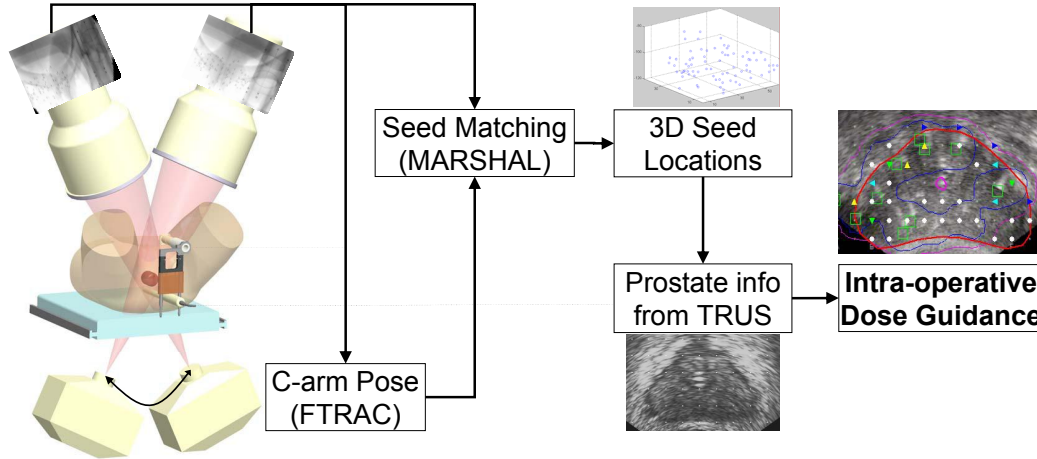 Seed Matching
(MARSHAL)
3D Seed
Locations
Prostate info
from TRUS
Intra-operative
Dose Guidance
C-arm Pose
(FTRAC)